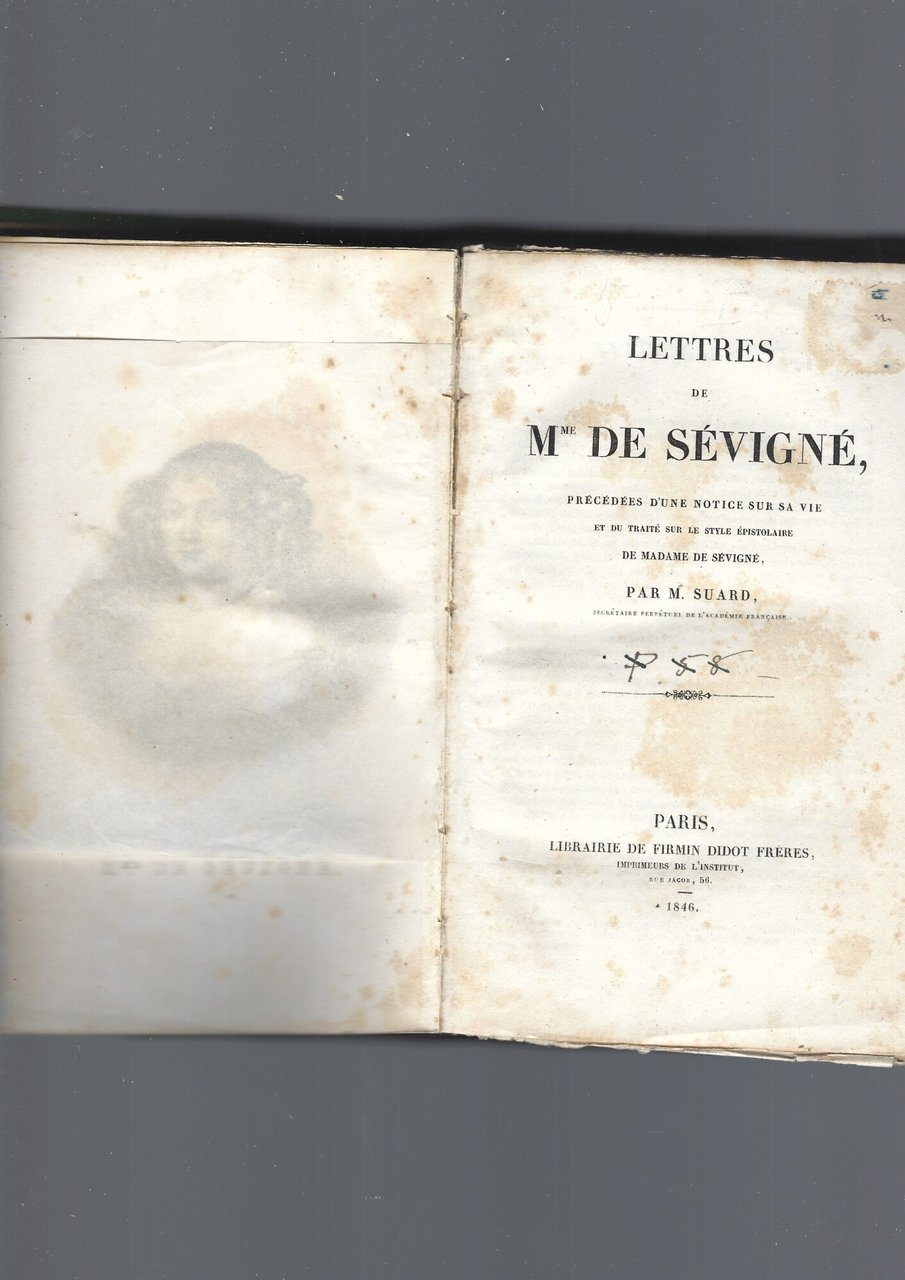 LETTRES
DE
MME DE SÉVIGNÉ,
PRÉCÉDÉES D'UNE NOTICE SUR SA VIE
ET DU TRAITÉ SUR LE STYLE ÉPISTOLAIRE
DE MADAME DE SÉVIGNÉ,
PAR M. SUARD,
SECRÉTAIRE PERPÉTUEL DE L'ACADÉMIE FRANÇAISE
PARIS,
LIBRAIRIE DE FIRMIN DIDOT FRÈRES,
IMPRIMEURS DE L'INSTITUT,
RUE JACOB, 56.
1846.